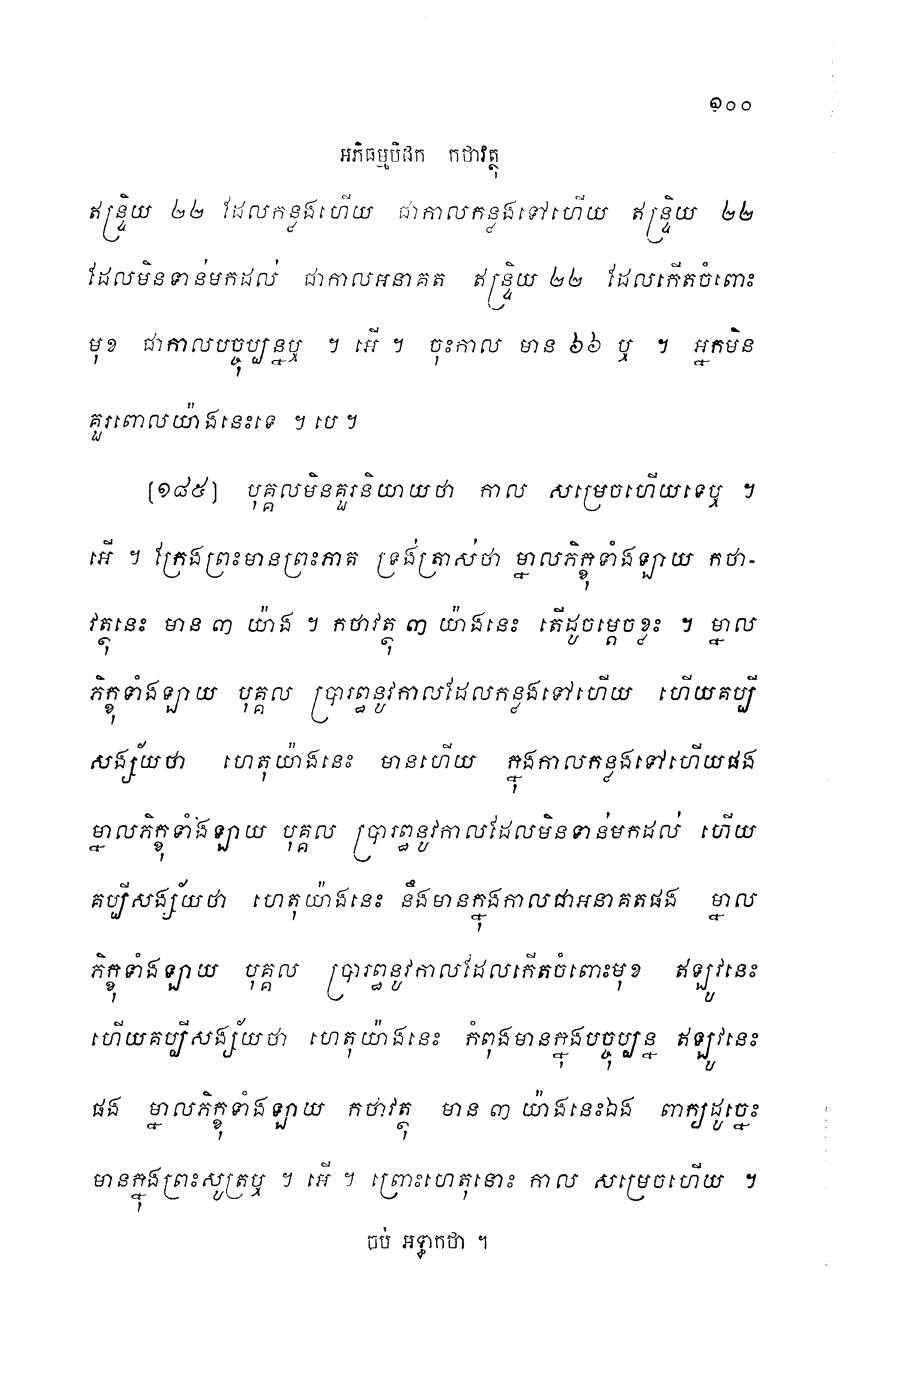 ១០០
អភិធម្មបិដក កថាវត្ថុ
ឥន្ទ្រិយ ២២ ដែលកន្លងហើយ ជាកាលកន្លងទៅហើយ ឥន្ទ្រិយ ២២
ដែលមិនទាន់មកដល់ ជាកាលអនាគត ឥន្ទ្រិយ ២២ ដែលកើតចំពោះ
មុខ ជាកាលបច្ចុប្បន្នឬ ។ អើ ។ ចុះកាល មាន ៦៦ ឬ ។ អ្នកមិន
គួរពោលយ៉ាងនេះទេ ។ បេ ។
(១៨៥) បុគ្គលមិនគួរនិយាយថា កាល សម្រេចហើយទេឬ ។
អើ ។ ក្រែងព្រះមានព្រះភាគ ទ្រង់ត្រាស់ថា ម្នាលភិក្ខុទាំងឡាយ កថា-
វត្ថុនេះ មាន ៣ យ៉ាង ។ កថាវត្ថុ ៣ យ៉ាងនេះ តើដូចម្តេចខ្លះ ។ ម្នាល
ភិក្ខុទាំងឡាយ បុគ្គល ប្រារឰនូវកាលដែលកន្លងទៅហើយ ហើយគប្បី
សង្ស័យថា ហេតុយ៉ាងនេះ មានហើយ ក្នុងកាលកន្លងទៅហើយផង
ម្នាលភិក្ខុទាំងឡាយ បុគ្គល ប្រារឰនូវកាលដែលមិនទាន់មកដល់ ហើយ
គប្បីសង្ស័យថា ហេតុយ៉ាងនេះ នឹងមានក្នុងកាលជាអនាគតផង ម្នាល
ភិក្ខុទាំងឡាយ បុគ្គល ប្រារឰនូវកាលដែលកើតចំពោះមុខ ឥឡូវនេះ
ហើយគប្បីសង្ស័យថា ហេតុយ៉ាងនេះ កំពុងមានក្នុងបច្ចុប្បន្ន ឥឡូវនេះ
ផង ម្នាលភិក្ខុទាំងឡាយ កថាវត្ថុ មាន ៣ យ៉ាងនេះឯង ពាក្យដូច្នេះ
មានក្នុងព្រះសូត្រឬ ។ អើ ។ ព្រោះហេតុនោះ កាល សម្រេចហើយ ។
ចប់ អទ្ធាកថា ។